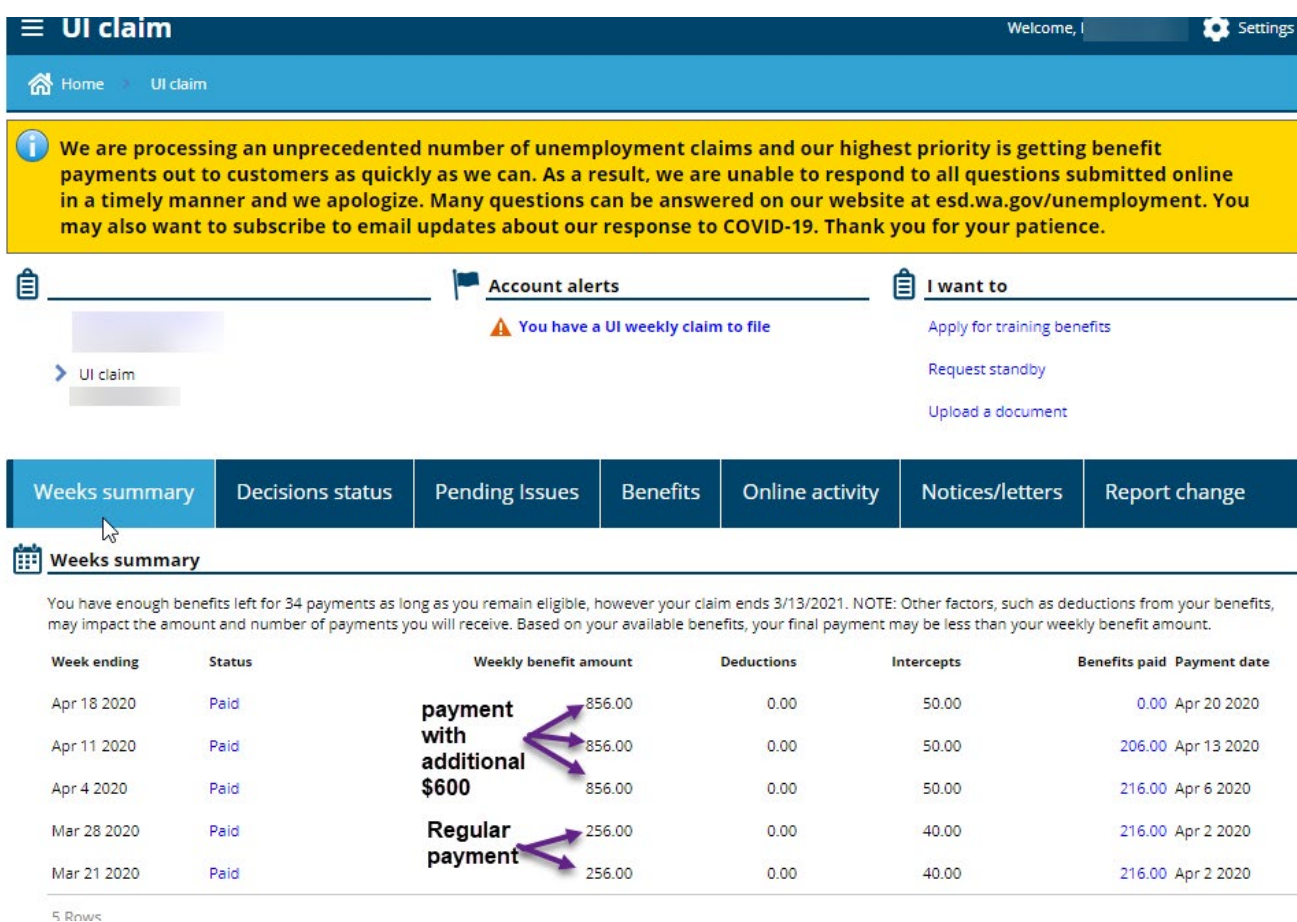 UI claim
Welcome,
Settings
Home > UI claim
We are processing an unprecedented number of unemployment claims and our highest priority is getting benefit
payments out to customers as quickly as we can. As a result, we are unable to respond to all questions submitted online
in a timely manner and we apologize. Many questions can be answered on our website at esd.wa.gov/unemployment. You
may also want to subscribe to email updates about our response to COVID-19. Thank you for your patience.
Account alerts
You have a UI weekly claim to file
I want to
Apply for training benefits
Request standby
Upload a document
UI claim
Weeks summary Decisions status Pending Issues Benefits Online activity Notices/letters Report change
Weeks summary
You have enough benefits left for 34 payments as long as you remain eligible, however your claim ends 3/13/2021. NOTE: Other factors, such as deductions from your benefits,
may impact the amount and number of payments you will receive. Based on your available benefits, your final payment may be less than your weekly benefit amount.
Week ending Status Weekly benefit amount Deductions Intercepts Benefits paid Payment date
Apr 18 2020 Paid 856.00 0.00 50.00 0.00 Apr 20 2020
Apr 11 2020 Paid 856.00 0.00 50.00 206.00 Apr 13 2020
Apr 4 2020 Paid 856.00 0.00 50.00 216.00 Apr 6 2020
Mar 28 2020 Paid 256.00 0.00 40.00 216.00 Apr 2 2020
Mar 21 2020 Paid 256.00 0.00 40.00 216.00 Apr 2 2020
payment
with
additional
$600
Regular
payment
5 Rows